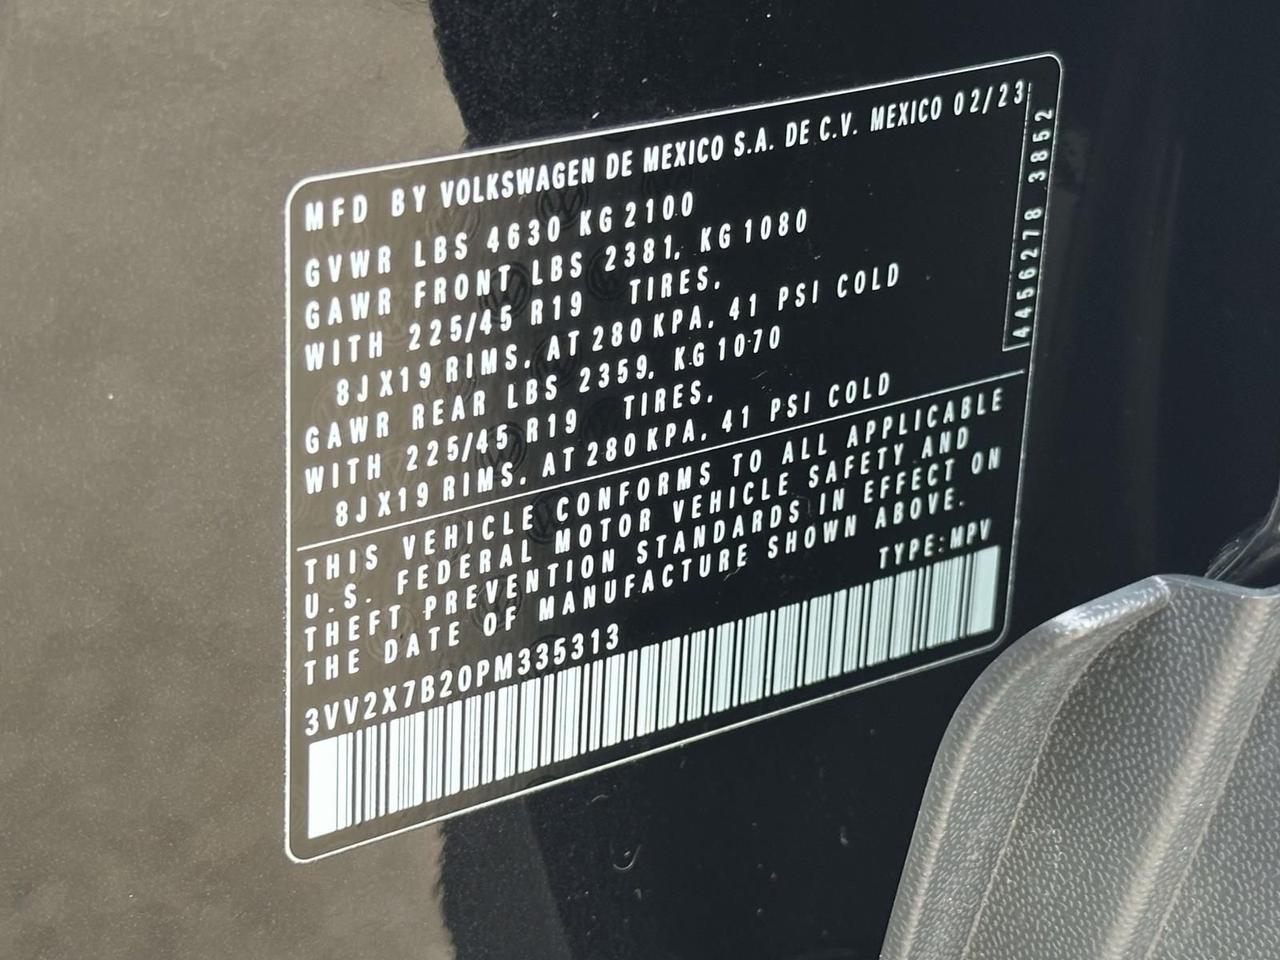 MFD BY VOLKSWAGEN DE MEXICO S.A. DE C.V. MEXICO 02/23
GVWR LBS 4630 KG 2100
GAWR FRONT LBS 2381, KG 1080
WITH 225/45 R19 TIRES,
8JX19 RIMS, AT 280 KPA, 41 PSI COLD
GAWR REAR LBS 2359, KG 1070
WITH 225/45 R19 TIRES,
8JX19 RIMS, AT 280 KPA, 41 PSI COLD
4456278 3852
THIS VEHICLE CONFORMS TO ALL APPLICABLE
U.S. FEDERAL MOTOR VEHICLE SAFETY AND
THEFT PREVENTION STANDARDS IN EFFECT ON
THE DATE OF MANUFACTURE SHOWN ABOVE.
TYPE: MPV
3VV2X7B20PM335313